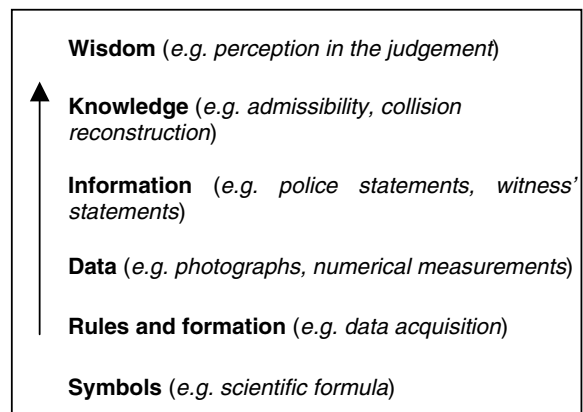 Wisdom (e.g. perception in the judgement)
Knowledge (e.g. admissibility, collision
reconstruction)
Information (e.g. police statements, witness’
statements)
Data (e.g. photographs, numerical measurements)
Rules and formation (e.g. data acquisition)
Symbols (e.g. scientific formula)